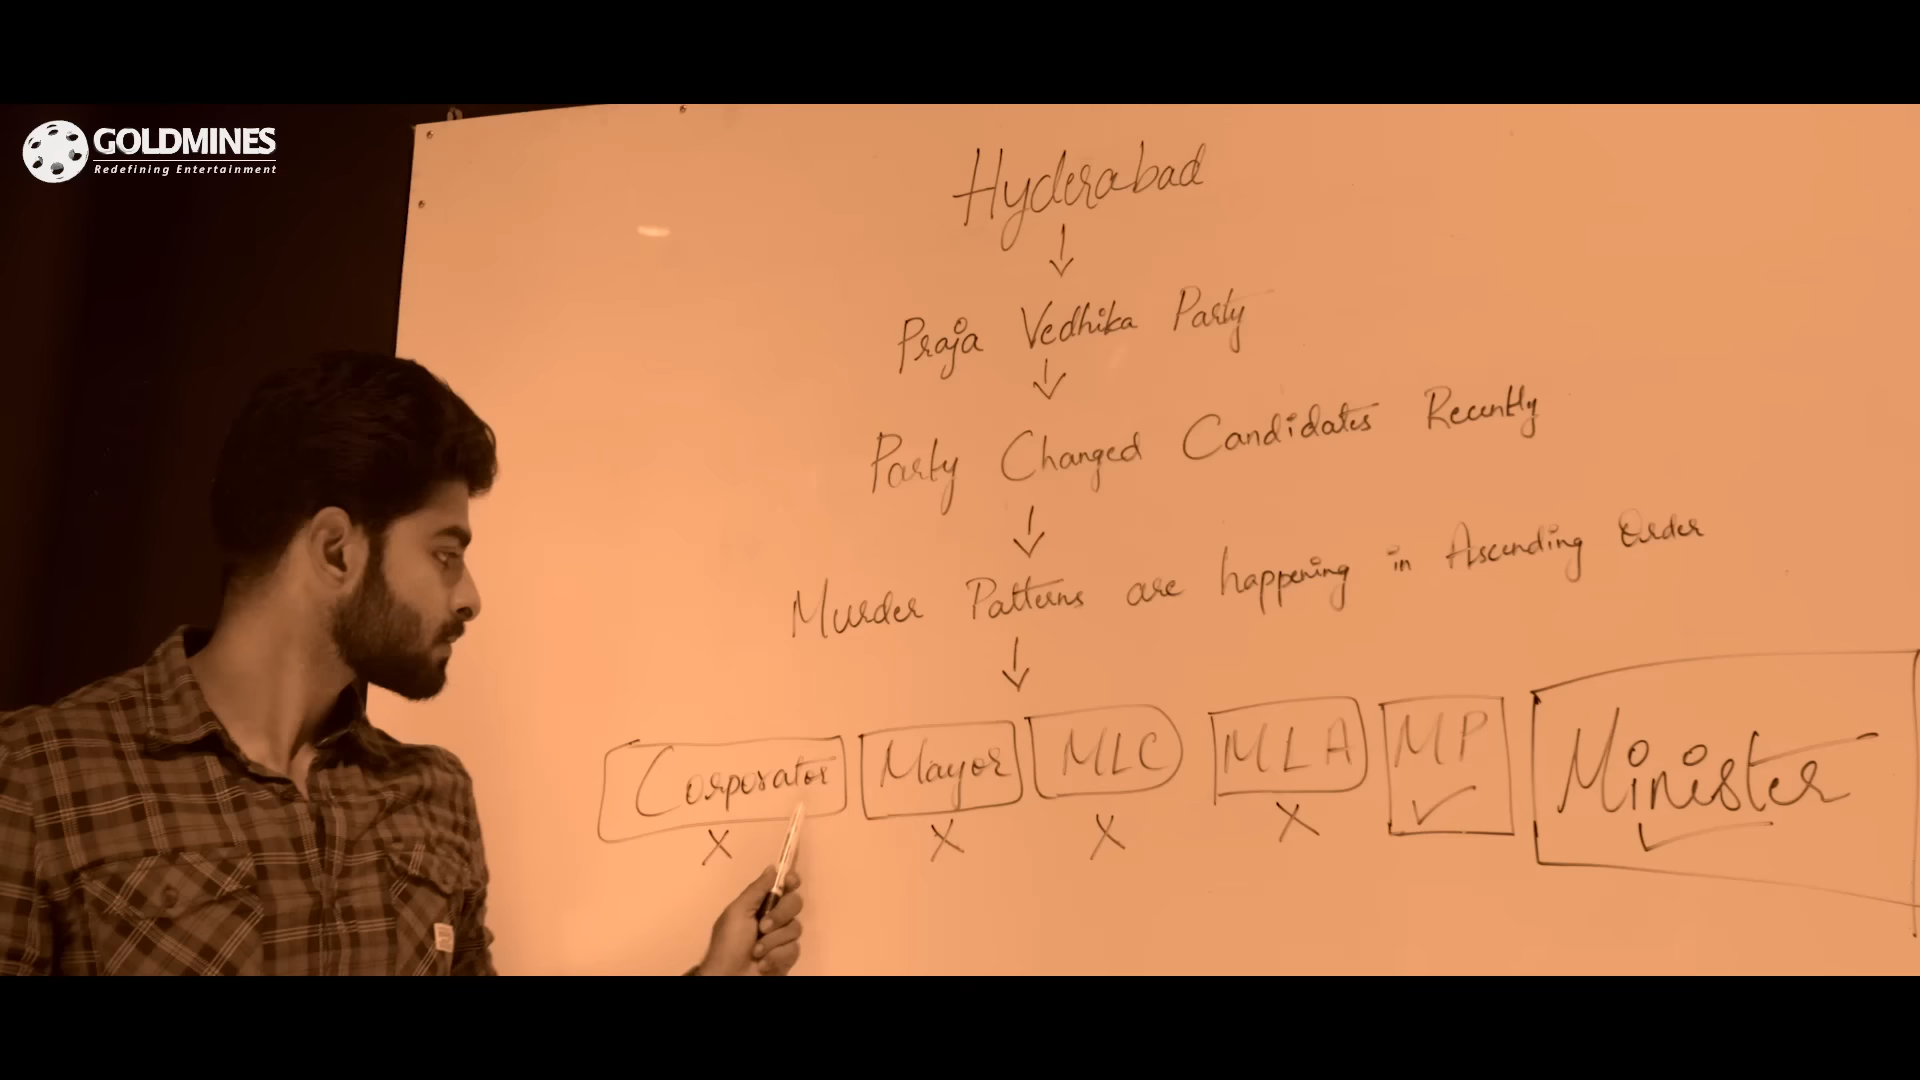 GOLDMINES
Redefining Entertainment
Hyderabad
Praja Vedhika Party
Party Changed Candidates Recently
Murder Patterns are happening in Ascending Order
Corporator Mayor MLC MLA MP Minister